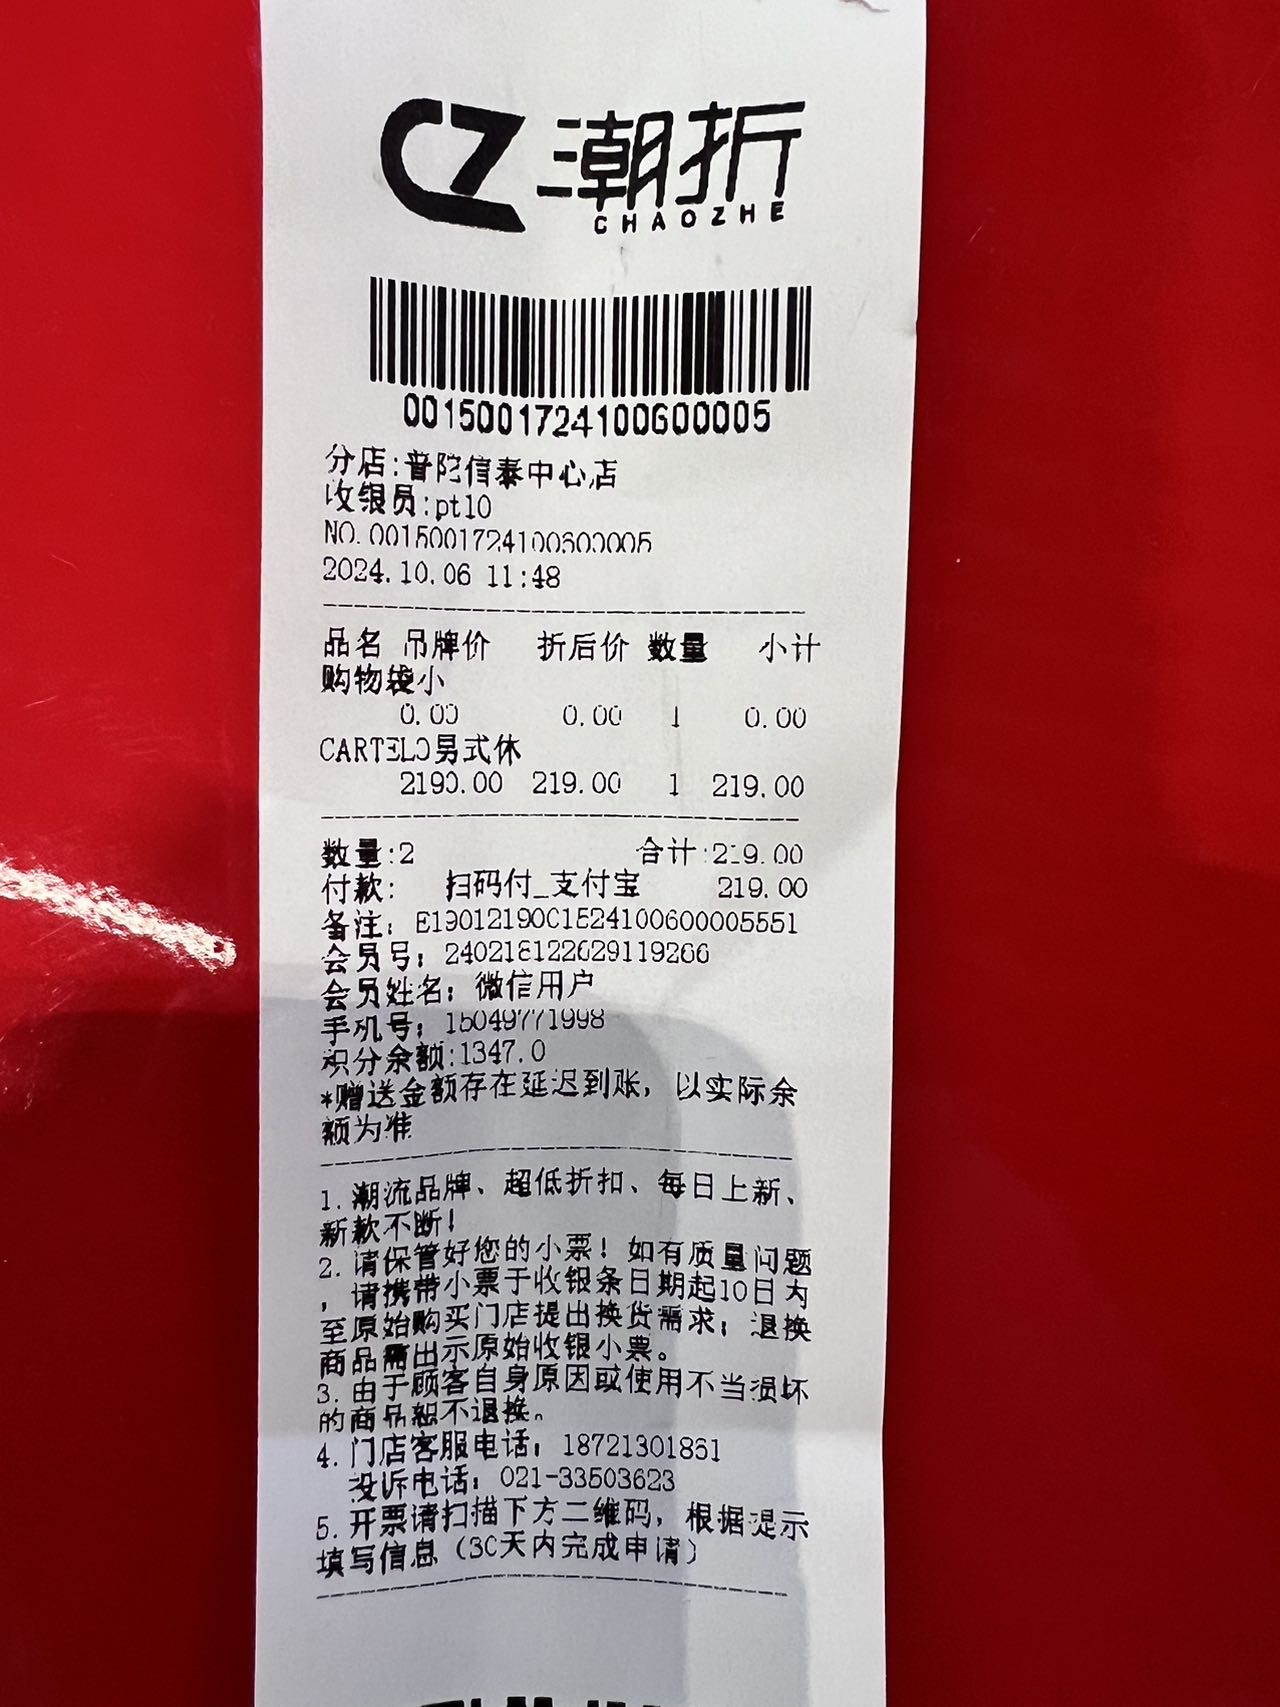 CZ 潮折
CHAOZHE
0015001724100600005
分店:普陀信泰中心店
收银员:pt10
NO.0015001724100600005
2024.10.06 11:48
品名 吊牌价 折后价 数量 小计
购物袋小
0.00 0.00 1 0.00
CARTELO男式休
2190.00 219.00 1 219.00
数量:2 合计:219.00
付款: 扫码付_支付宝 219.00
备注: E1901219001524100600005551
会员号: 240218122629119266
会员姓名: 微信用户
手机号: 15049771998
积分余额:1347.0
*赠送金额存在延迟到账, 以实际余
额为准
1. 潮流品牌、超低折扣、每日上新、
新款不断!
2. 请保管好您的小票! 如有质量问题
, 请携带小票于收银条日期起10日内
至原始购买门店提出换货需求; 退换
商品需出示原始收银小票。
3. 由于顾客自身原因或使用不当损坏
的商品恕不退换。
4. 门店客服电话: 18721301861
投诉电话: 021-33503623
5. 开票请扫描下方二维码, 根据提示
填写信息 (30天内完成申请)